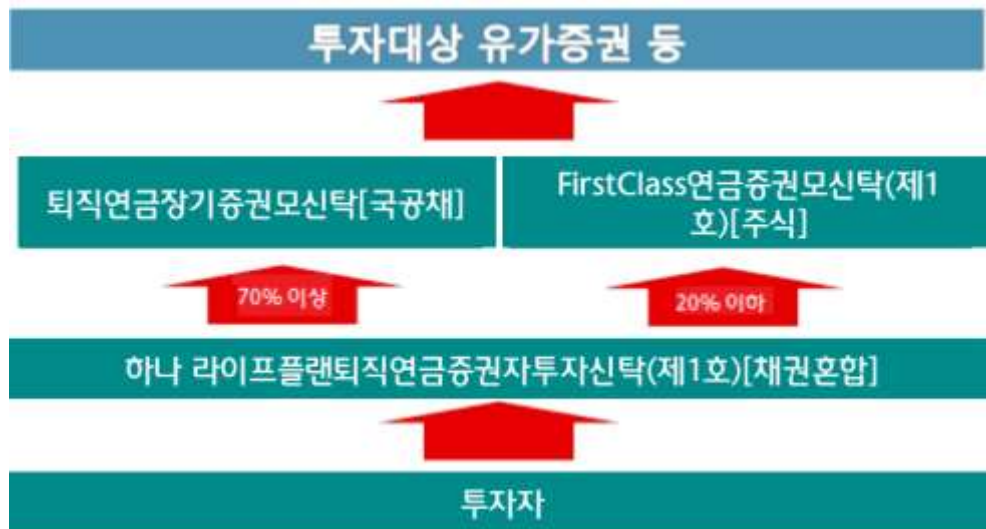 투자대상 유가증권 등
퇴직연금장기증권모신탁[국공채]
FirstClass연금증권모신탁(제1
호)[주식]
70% 이상
20% 이하
하나 라이프플랜퇴직연금증권자투자신탁(제1호)[채권혼합]
투자자